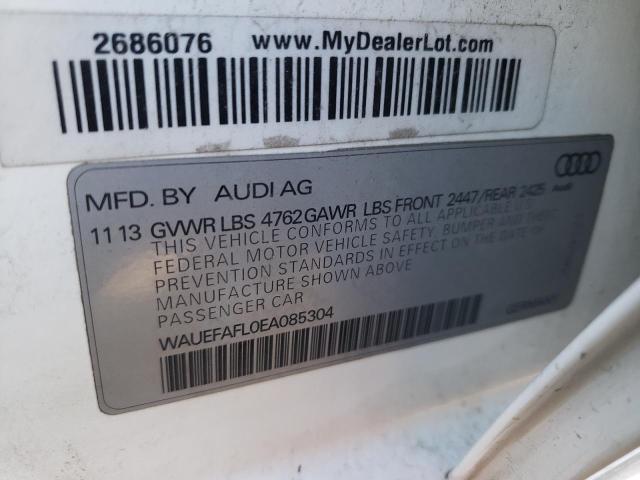 2686076 www.MyDealerLot.com
MFD. BY AUDI AG
Audi
11 13 GVWR LBS 4762 GAWR LBS FRONT 2447/REAR 2425
THIS VEHICLE CONFORMS TO ALL APPLICABLE U.S.
FEDERAL MOTOR VEHICLE SAFETY, BUMPER AND THEFT
PREVENTION STANDARDS IN EFFECT ON THE DATE OF
MANUFACTURE SHOWN ABOVE
PASSENGER CAR
WAUEFAFL0EA085304
GERMANY